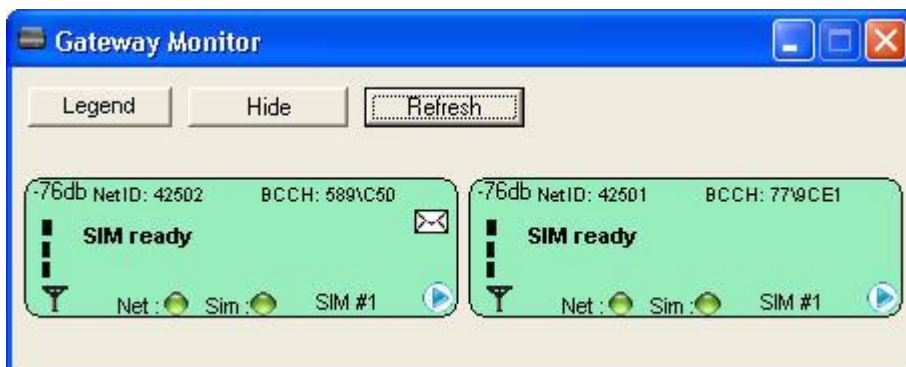 Gateway Monitor
Legend Hide Refresh
-76db NetID: 42502 BCCH: 589\C50
SIM ready
Net : Sim : SIM #1
-76db NetID: 42501 BCCH: 77\9CE1
SIM ready
Net : Sim : SIM #1